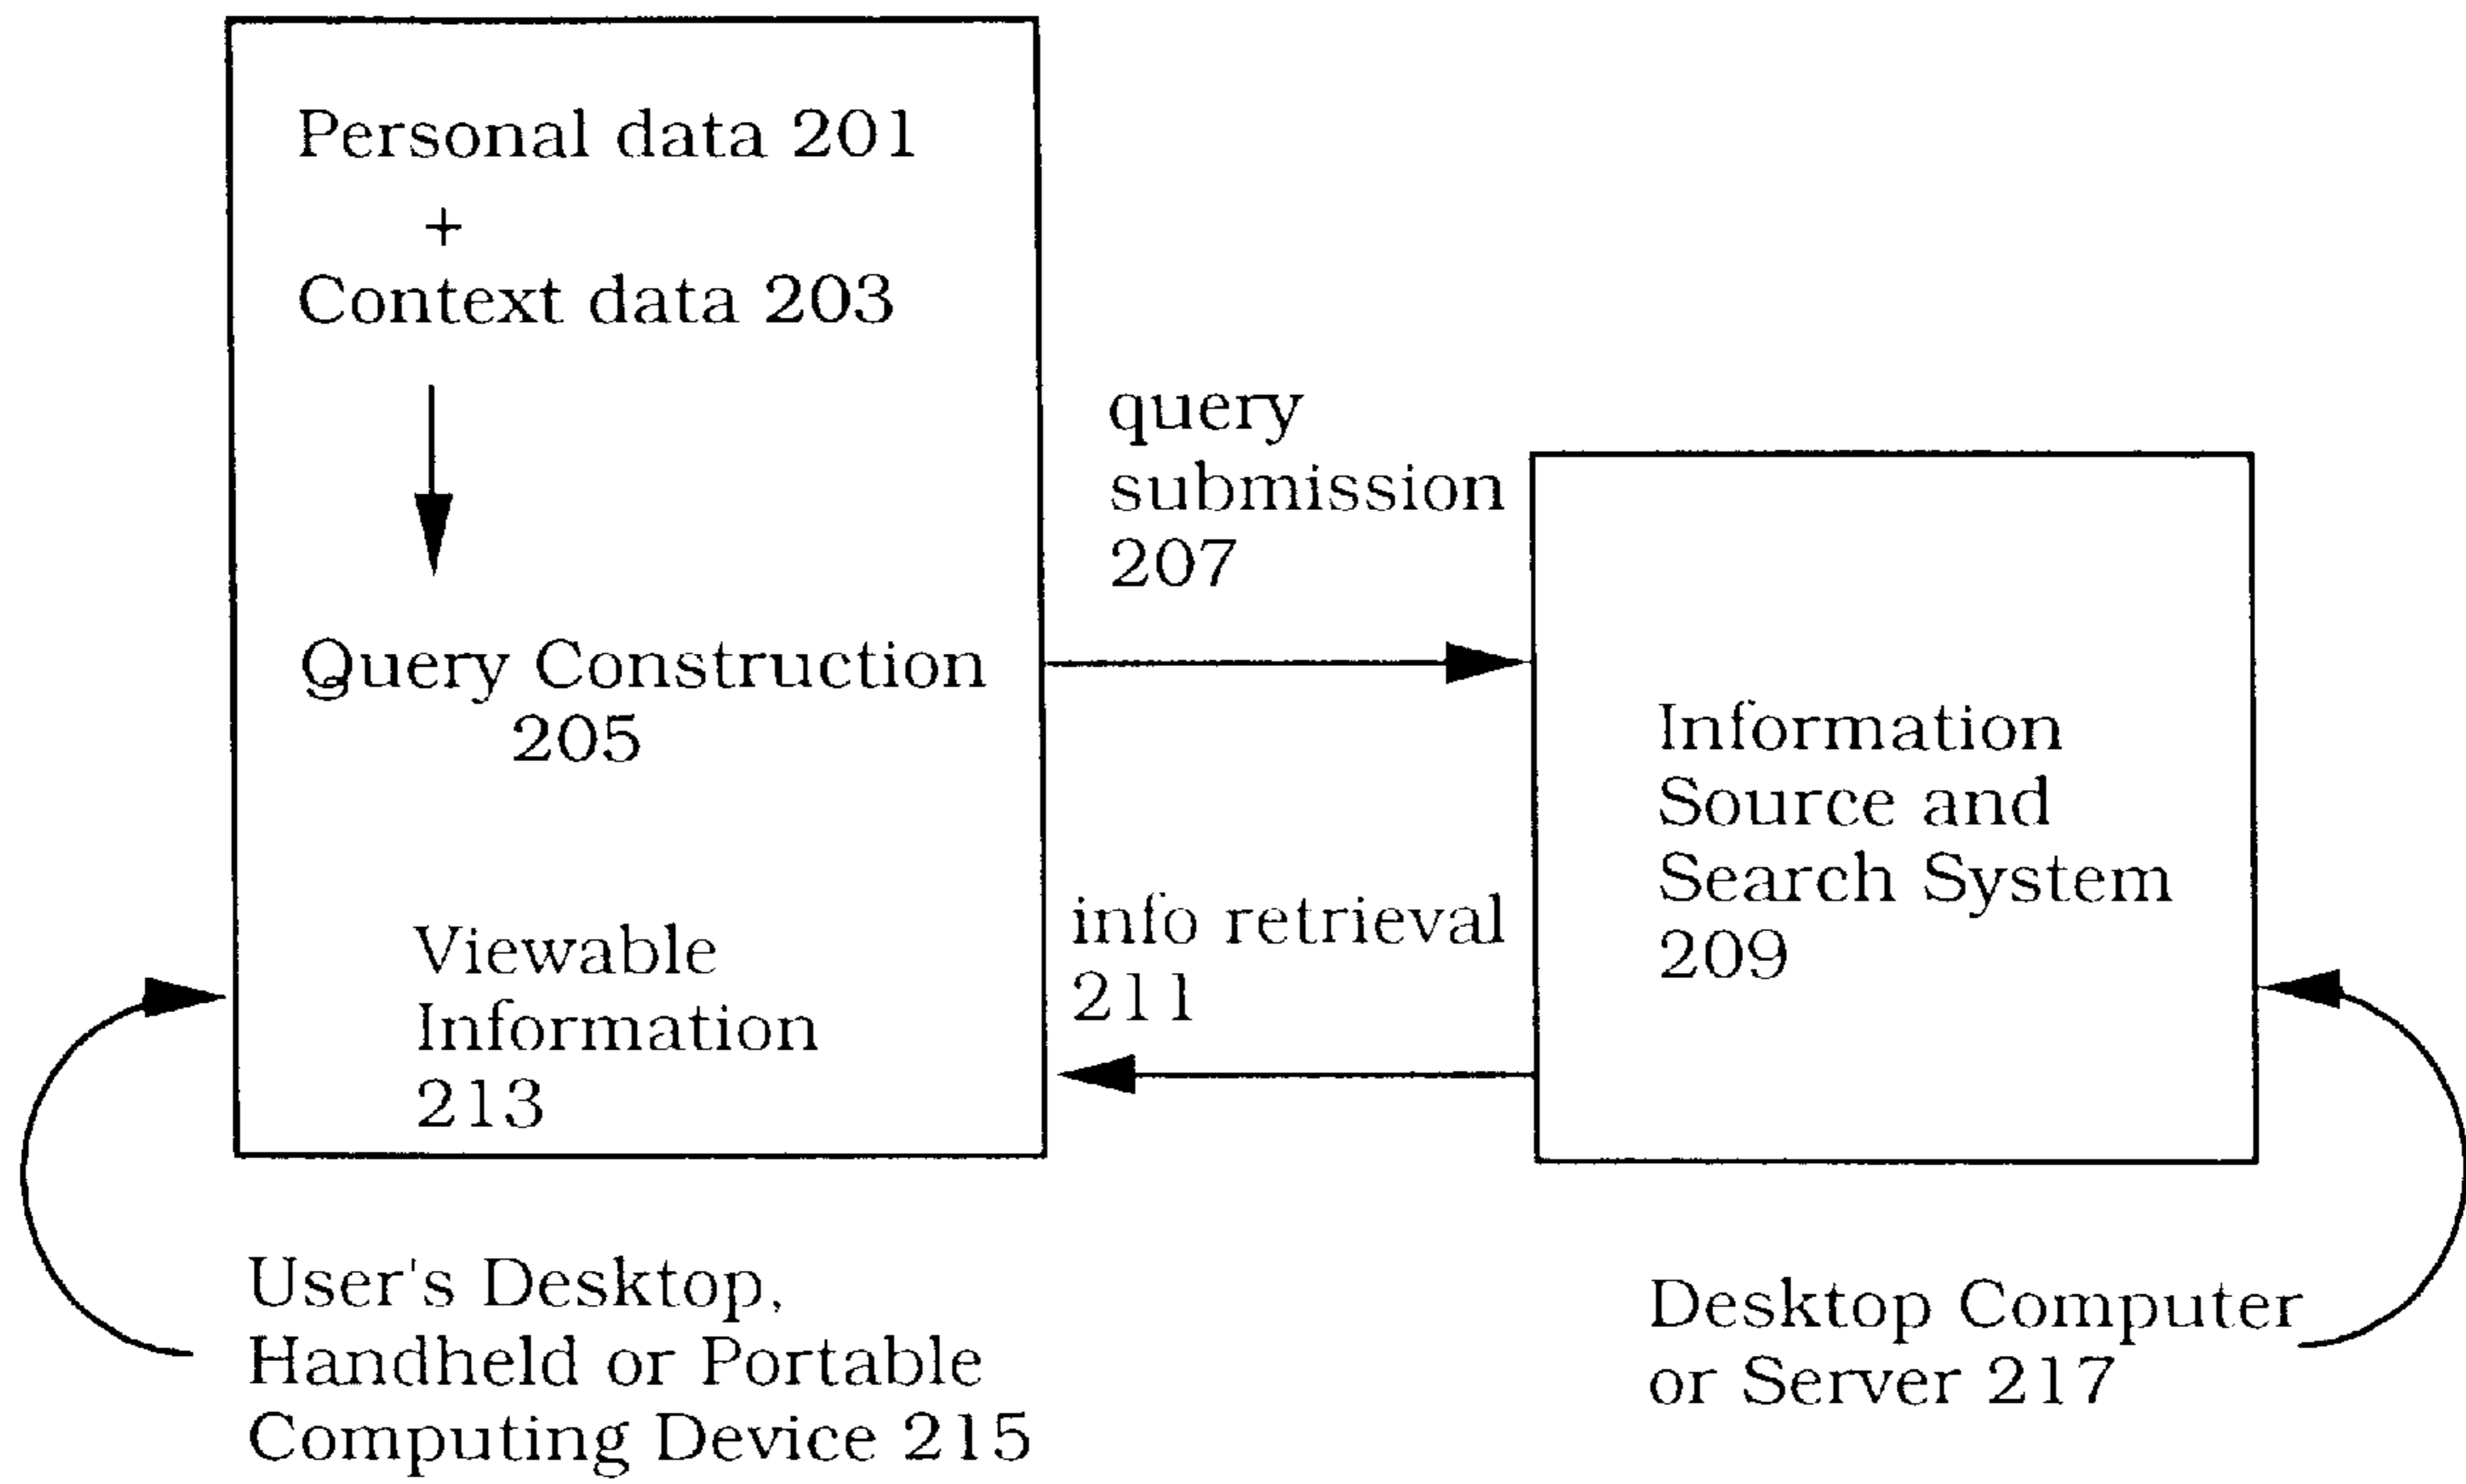 Personal data 201
+
Context data 203
Query Construction
205
Viewable
Information
213
query
submission
207
info retrieval
211
Information
Source and
Search System
209
User's Desktop,
Handheld or Portable
Computing Device 215
Desktop Computer
or Server 217